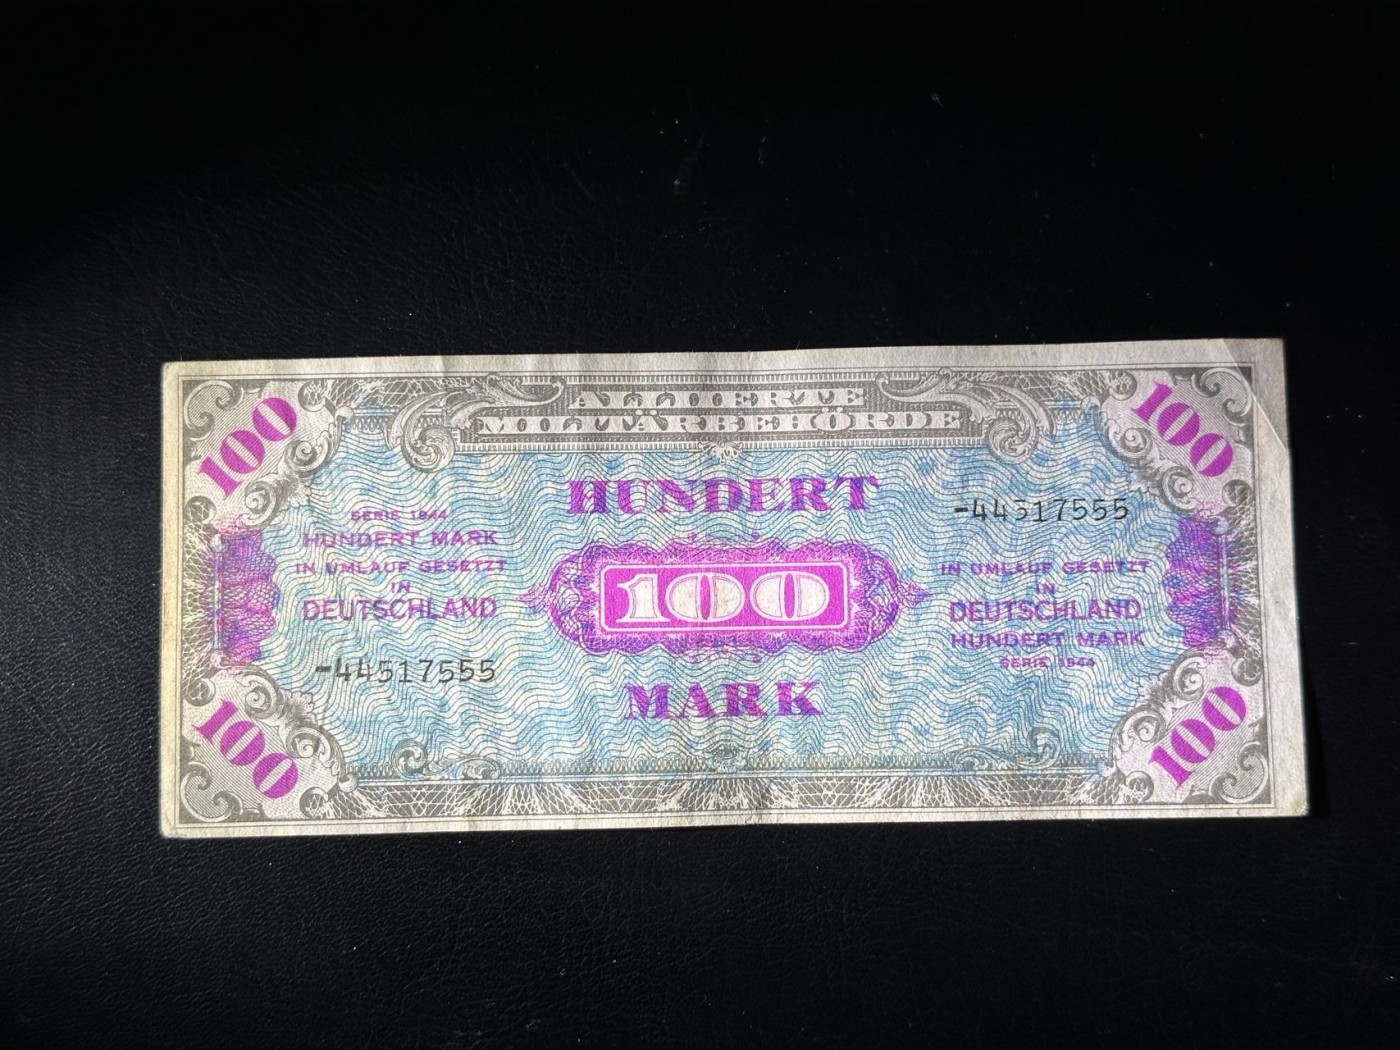 100
ALLIIERTE
MILITÄRBEHÖRDE
100
HUNDERT
-44517555
SERIE 1944
HUNDERT MARK
IN UMLAUF GESETZT
IN
DEUTSCHLAND
100
IN UMLAUF GESETZT
IN
DEUTSCHLAND
HUNDERT MARK
SERIE 1944
-44517555
MARK
100
100